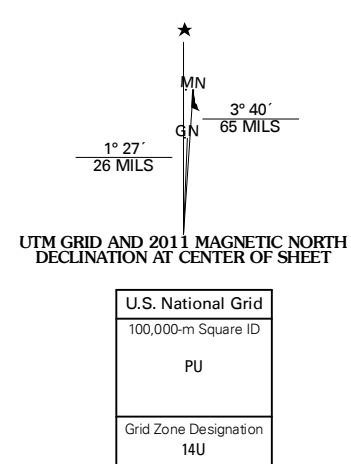 MN
GN
3° 40´
65 MILS
1° 27´
26 MILS
UTM GRID AND 2011 MAGNETIC NORTH
DECLINATION AT CENTER OF SHEET
U.S. National Grid
100,000-m Square ID
PU
Grid Zone Designation
14U